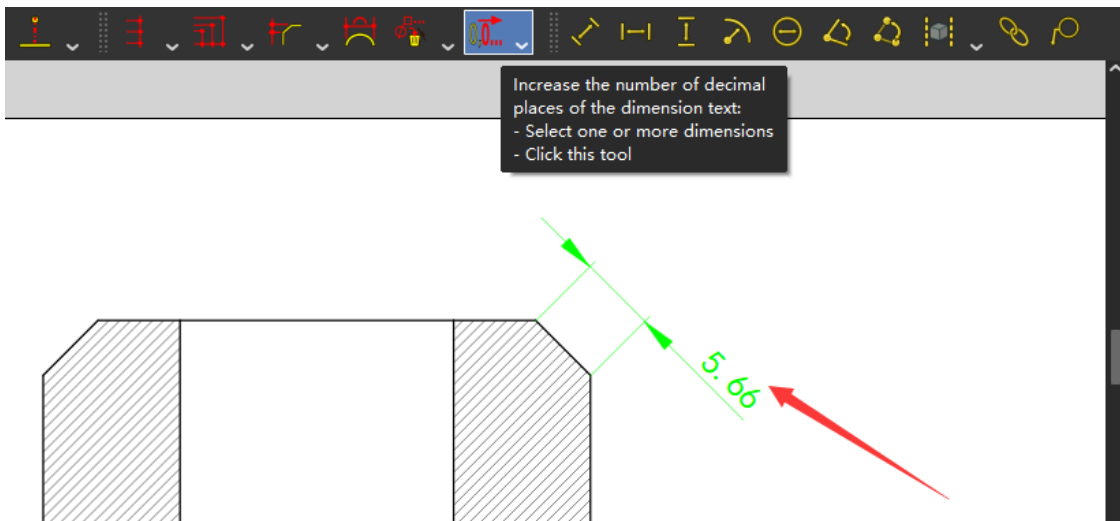 Increase the number of decimal
places of the dimension text:
- Select one or more dimensions
- Click this tool
5.66